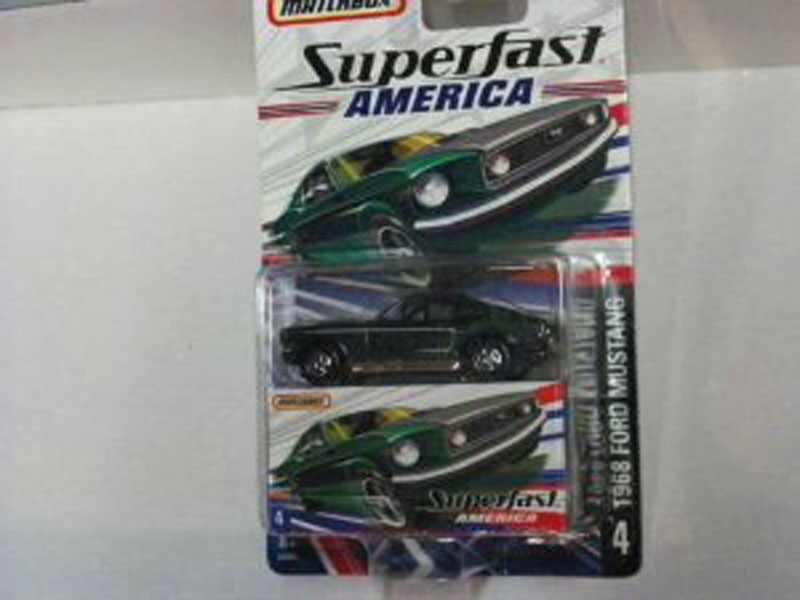 MATCHBOX
Superfast
AMERICA
MATCHBOX
4
Superfast
AMERICA
4 1968 FORD MUSTANG